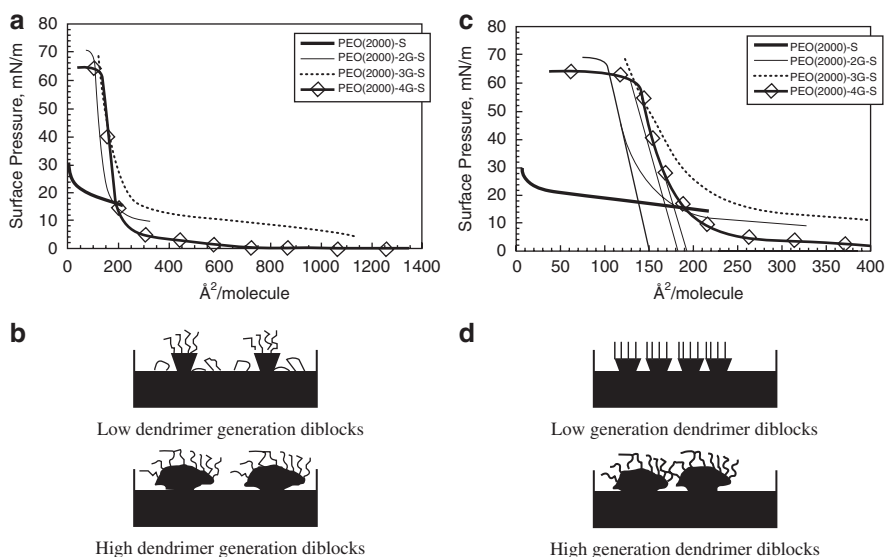 a
80
70
60
50
40
30
20
10
0
Surface Pressure, mN/m
0 200 400 600 800 1000 1200 1400
Å²/molecule
PEO(2000)-S
PEO(2000)-2G-S
PEO(2000)-3G-S
PEO(2000)-4G-S
c
80
70
60
50
40
30
20
10
0
Surface Pressure, mN/m
0 50 100 150 200 250 300 350 400
Å²/molecule
PEO(2000)-S
PEO(2000)-2G-S
PEO(2000)-3G-S
PEO(2000)-4G-S
b
Low dendrimer generation diblocks
High dendrimer generation diblocks
d
Low generation dendrimer diblocks
High generation dendrimer diblocks